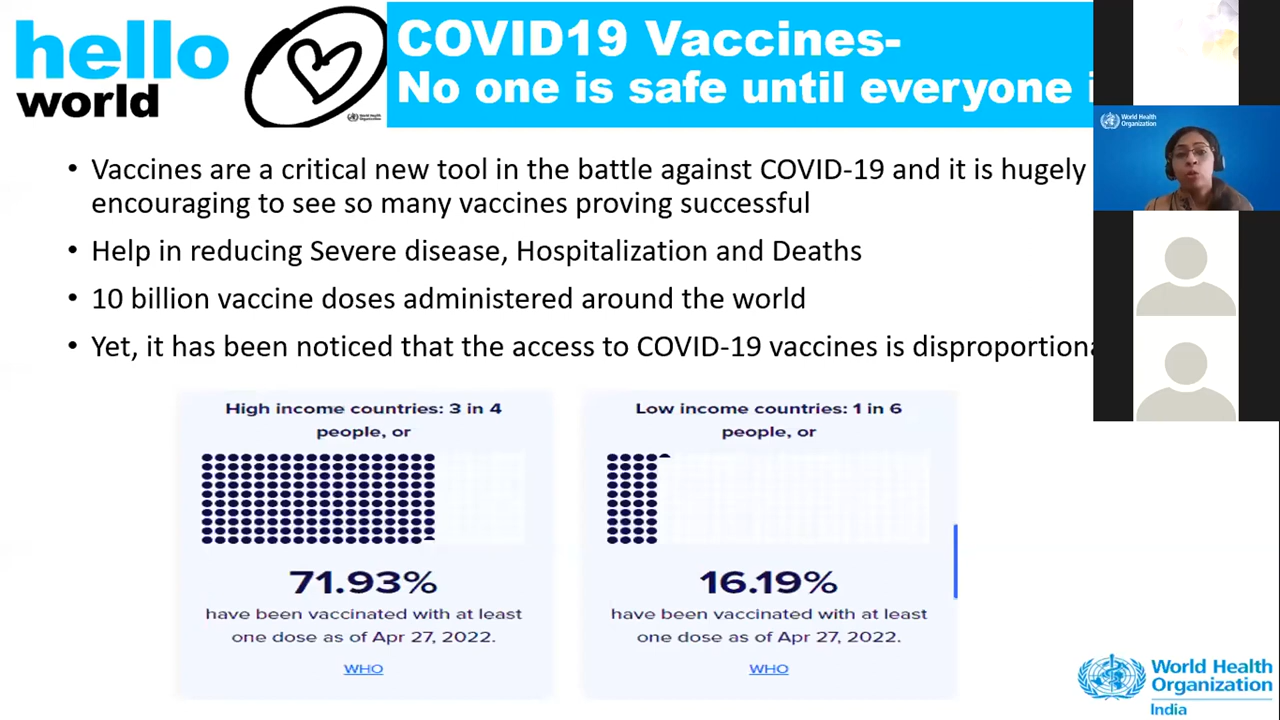 hello
world
World Health
Organization
COVID19 Vaccines-
No one is safe until everyone
World Health
Organization
• Vaccines are a critical new tool in the battle against COVID-19 and it is hugely
encouraging to see so many vaccines proving successful
• Help in reducing Severe disease, Hospitalization and Deaths
• 10 billion vaccine doses administered around the world
• Yet, it has been noticed that the access to COVID-19 vaccines is
High income countries: 3 in 4
people, or
71.93%
have been vaccinated with at least
one dose as of Apr 27, 2022.
WHO
Low income countries: 1 in 6
people, or
16.19%
have been vaccinated with at least
one dose as of Apr 27, 2022.
WHO
World Health
Organization
India